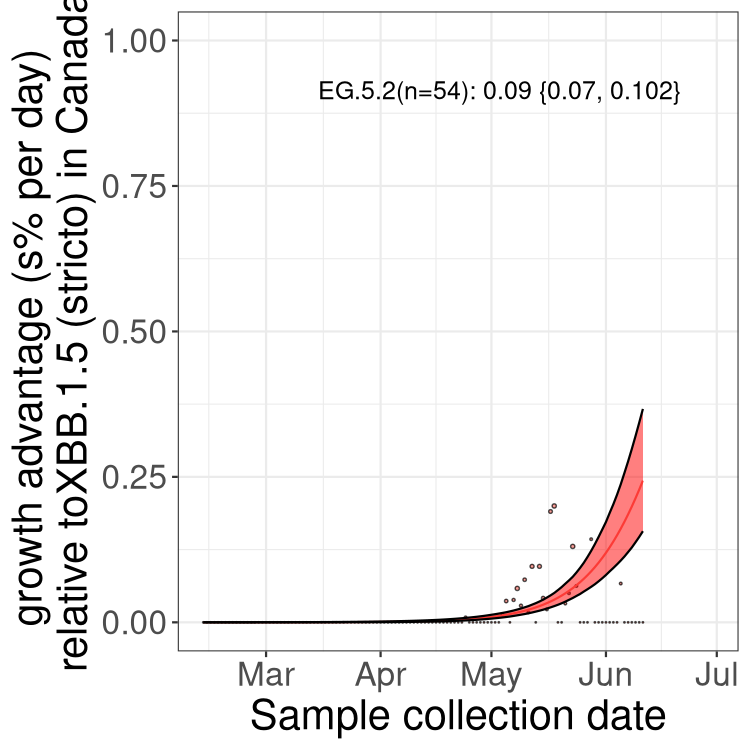 growth advantage (s% per day)
relative toXBB.1.5 (stricto) in Canada
1.00
0.75
0.50
0.25
0.00
EG.5.2(n=54): 0.09 {0.07, 0.102}
Mar Apr May Jun Jul
Sample collection date